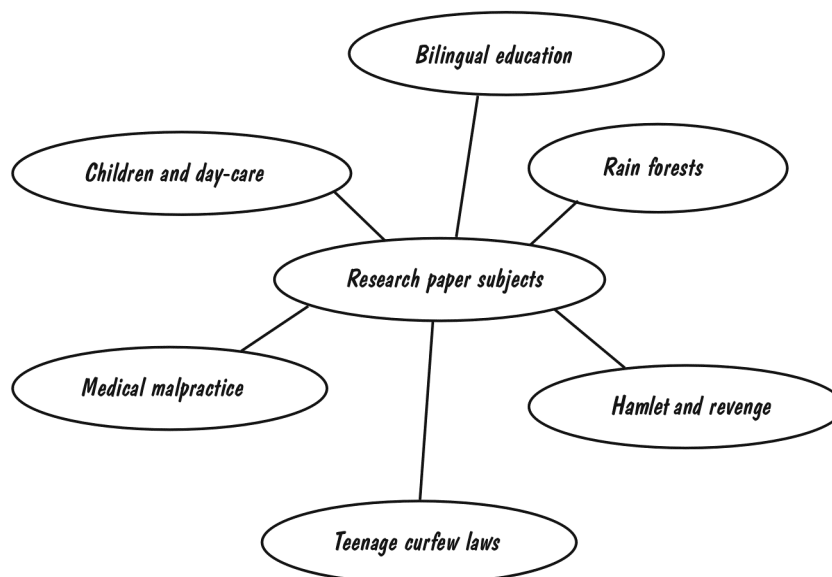 Bilingual education
Children and day-care
Rain forests
Research paper subjects
Medical malpractice
Hamlet and revenge
Teenage curfew laws